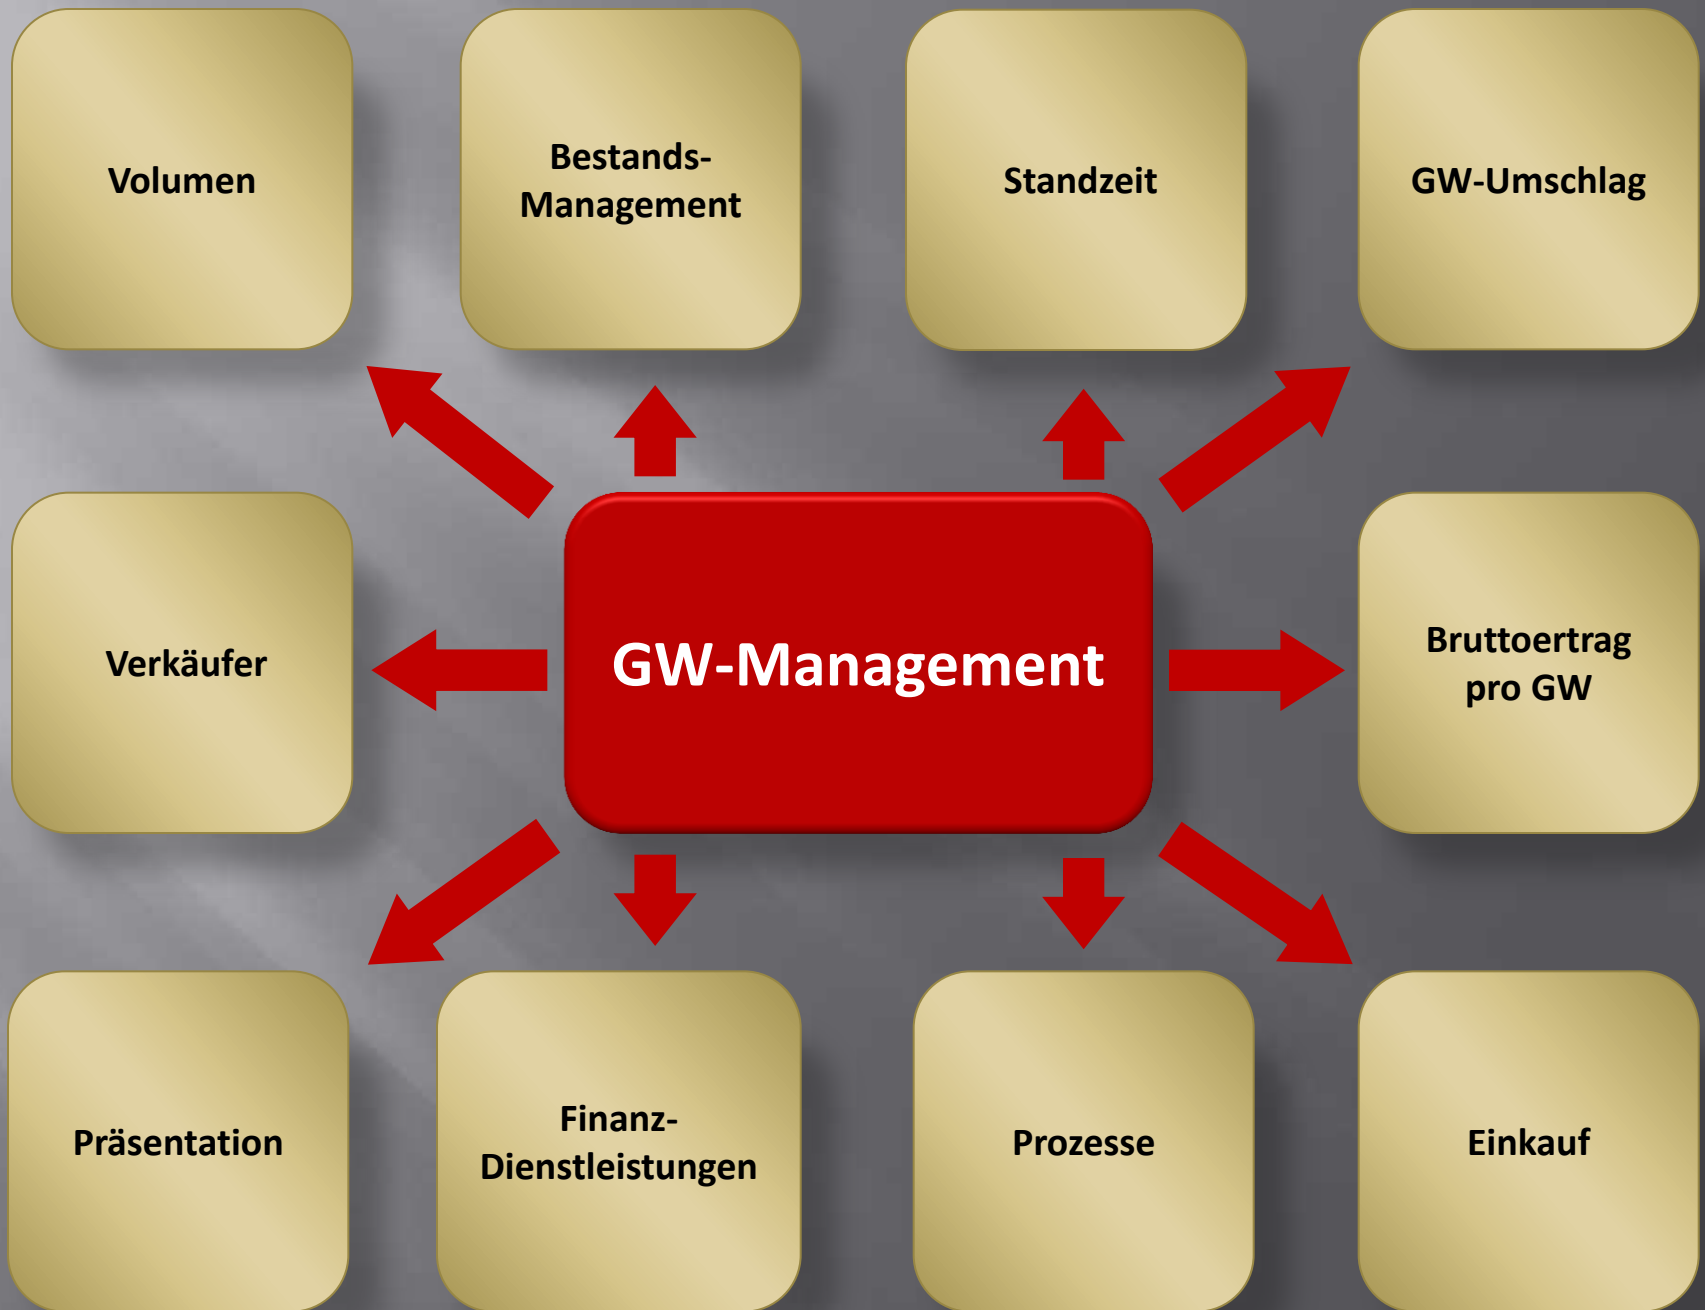 Volumen
Bestands-
Management
Standzeit
GW-Umschlag
Verkäufer
GW-Management
Bruttoertrag
pro GW
Präsentation
Finanz-
Dienstleistungen
Prozesse
Einkauf